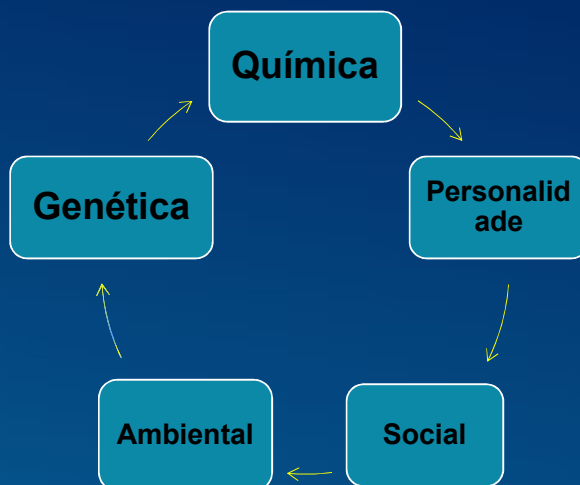 Química
Genética
Personalid
ade
Ambiental
Social